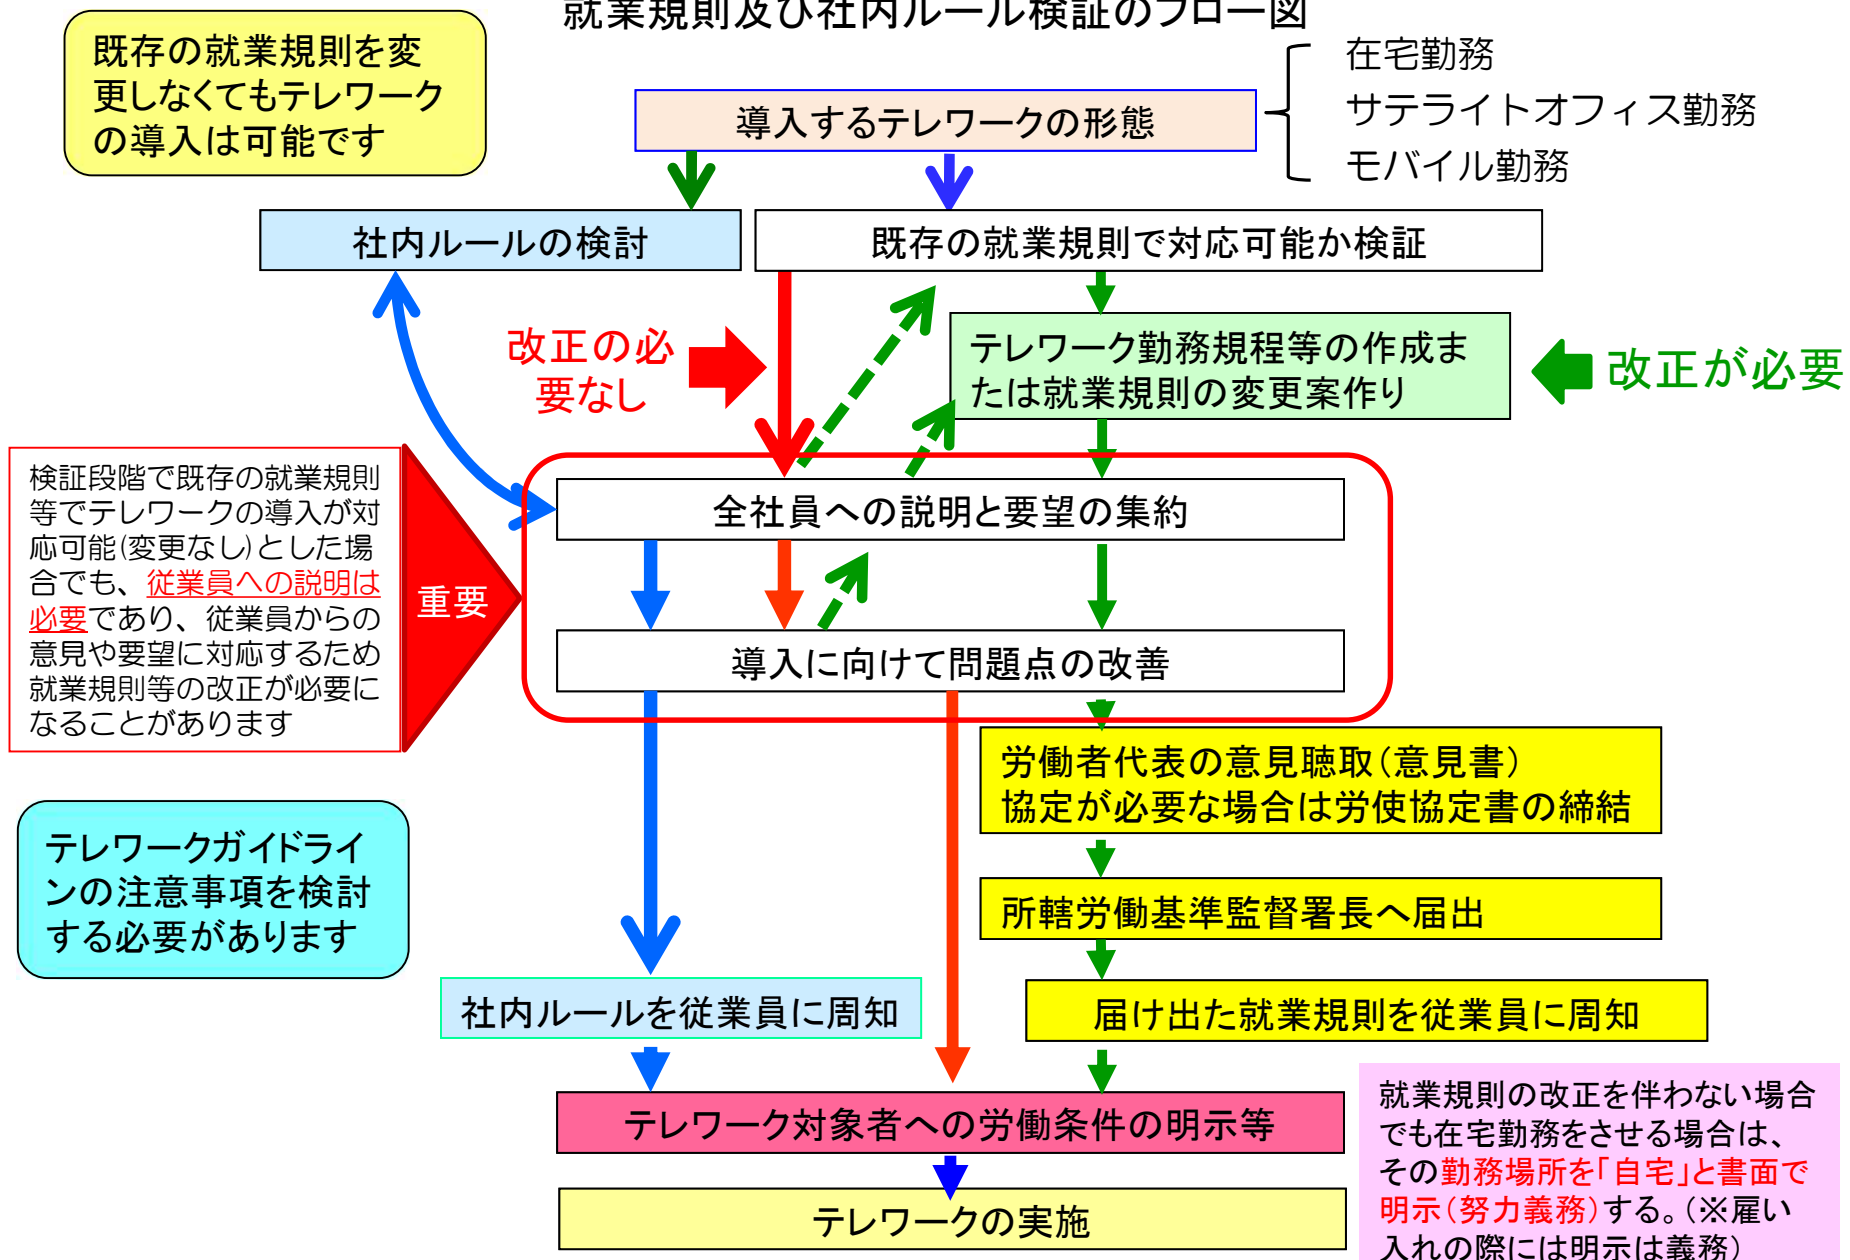 就業規則及び社内ルール検証のフロー図
既存の就業規則を変
更しなくてもテレワーク
の導入は可能です
導入するテレワークの形態
在宅勤務
サテライトオフィス勤務
モバイル勤務
社内ルールの検討
既存の就業規則で対応可能か検証
改正の必
要なし
テレワーク勤務規程等の作成ま
たは就業規則の変更案作り
改正が必要
検証段階で既存の就業規則
等でテレワークの導入が対
応可能(変更なし)とした場
合でも、従業員への説明は
必要であり、従業員からの
意見や要望に対応するため
就業規則等の改正が必要に
なることがあります
重要
全社員への説明と要望の集約
導入に向けて問題点の改善
労働者代表の意見聴取(意見書)
協定が必要な場合は労使協定書の締結
テレワークガイドライ
ンの注意事項を検討
する必要があります
所轄労働基準監督署長へ届出
社内ルールを従業員に周知
届け出た就業規則を従業員に周知
テレワーク対象者への労働条件の明示等
テレワークの実施
就業規則の改正を伴わない場合
でも在宅勤務をさせる場合は、
その勤務場所を「自宅」と書面で
明示(努力義務)する。(※雇い
入れの際には明示は義務)